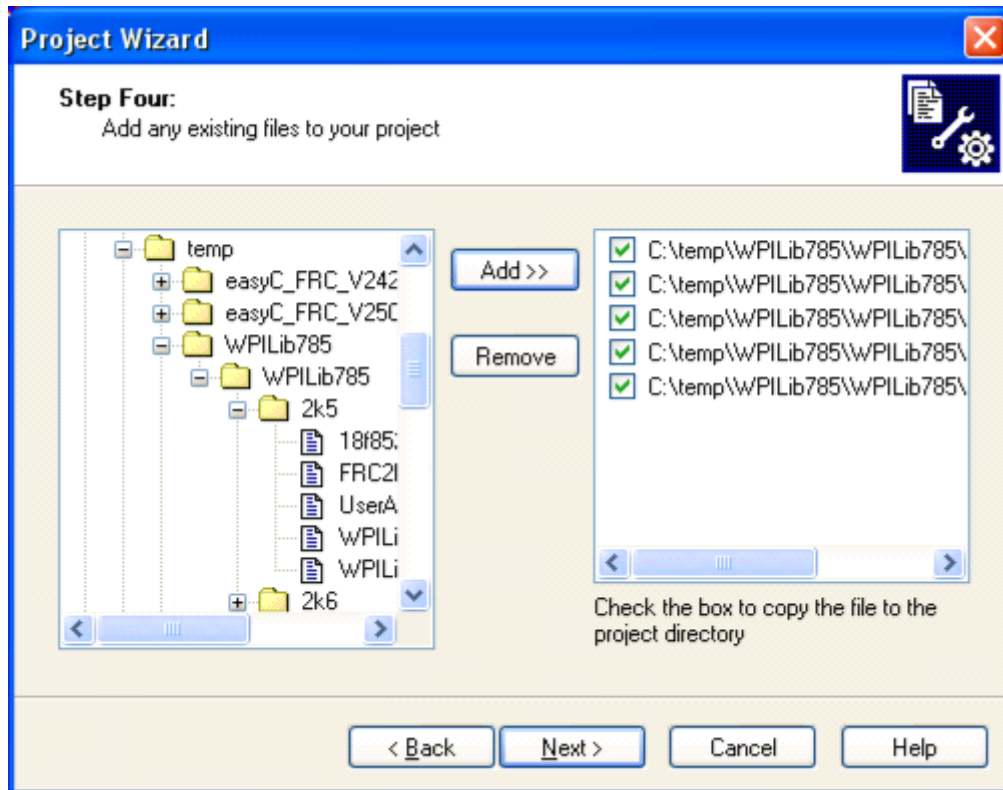 Project Wizard
Step Four:
Add any existing files to your project
temp
easyC_FRC_V242
easyC_FRC_V250
WPILib785
WPILib785
2k5
18f852
FRC2
UserA
WPILi
WPILi
2k6
Add >>
Remove
C:\temp\WPILib785\WPILib785\
C:\temp\WPILib785\WPILib785\
C:\temp\WPILib785\WPILib785\
C:\temp\WPILib785\WPILib785\
C:\temp\WPILib785\WPILib785\
Check the box to copy the file to the
project directory
< Back
Next >
Cancel
Help